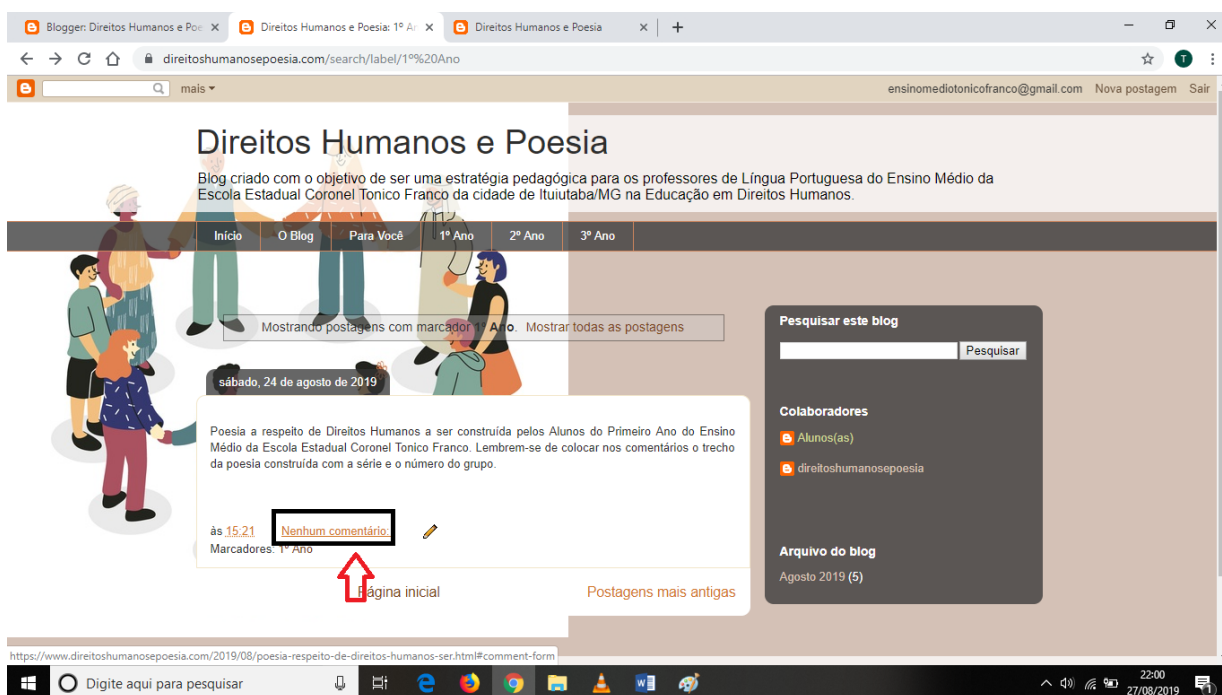 Blogger: Direitos Humanos e Poe
Direitos Humanos e Poesia: 1º An
Direitos Humanos e Poesia
direitoshumanosepoesia.com/search/label/1º%20Ano
T
mais
ensinomediotonicofranco@gmail.com Nova postagem Sair
Direitos Humanos e Poesia
Blog criado com o objetivo de ser uma estratégia pedagógica para os professores de Língua Portuguesa do Ensino Médio da
Escola Estadual Coronel Tonico Franco da cidade de Ituiutaba/MG na Educação em Direitos Humanos.
Início O Blog Para Você 1º Ano 2º Ano 3º Ano
Mostrando postagens com marcador 1º Ano. Mostrar todas as postagens
sábado, 24 de agosto de 2019
Poesia a respeito de Direitos Humanos a ser construída pelos Alunos do Primeiro Ano do Ensino
Médio da Escola Estadual Coronel Tonico Franco. Lembrem-se de colocar nos comentários o trecho
da poesia construída com a série e o número do grupo.
às 15:21 Nenhum comentário:
Marcadores: 1º Ano
Página inicial
Postagens mais antigas
Pesquisar este blog
Pesquisar
Colaboradores
Alunos(as)
direitoshumanosepoesia
Arquivo do blog
Agosto 2019 (5)
https://www.direitoshumanosepoesia.com/2019/08/poesia-respeito-de-direitos-humanos-ser.html#comment-form
Digite aqui para pesquisar
22:00
27/08/2019